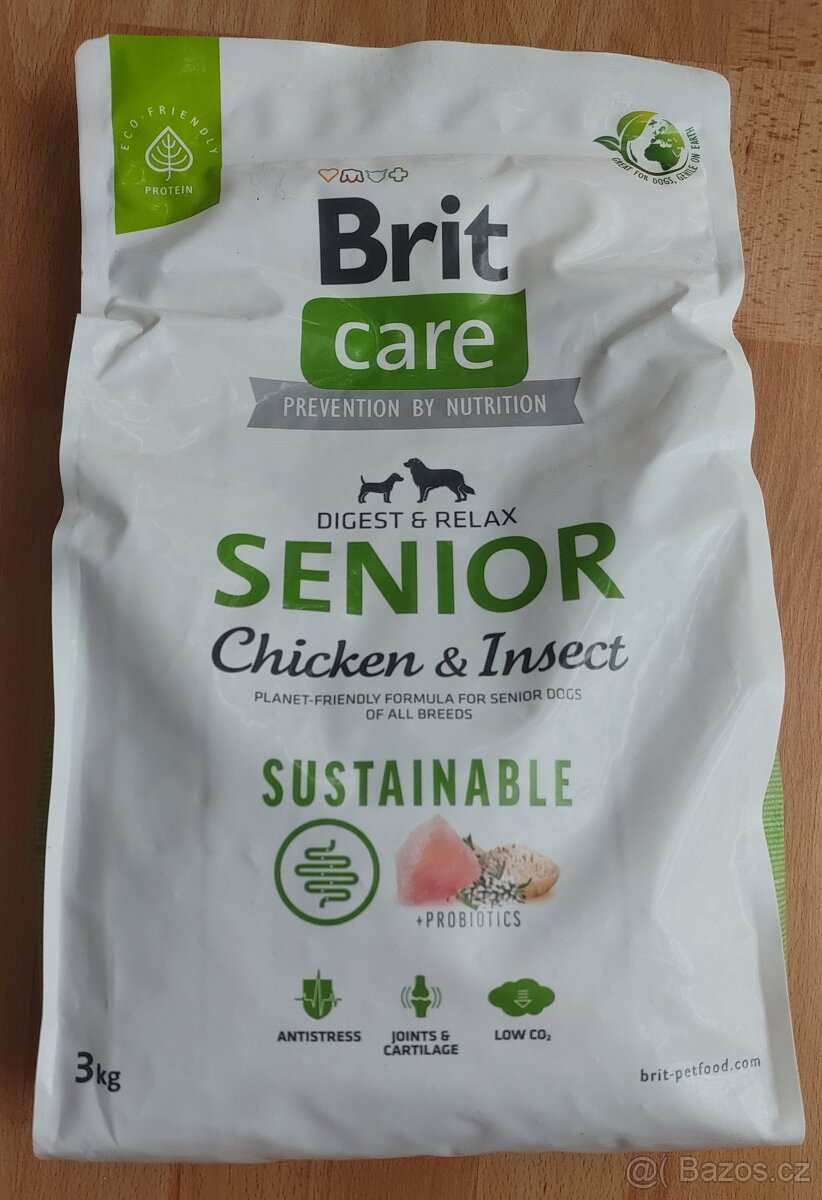 ECO-FRIENDLY
PROTEIN
GREAT FOR DOGS, GENTLE ON EARTH
Brit
care
PREVENTION BY NUTRITION
DIGEST & RELAX
SENIOR
Chicken & Insect
PLANET-FRIENDLY FORMULA FOR SENIOR DOGS
OF ALL BREEDS
SUSTAINABLE
+PROBIOTICS
ANTISTRESS
JOINTS &
CARTILAGE
LOW CO₂
3kg
brit-petfood.com
@( Bazos.cz